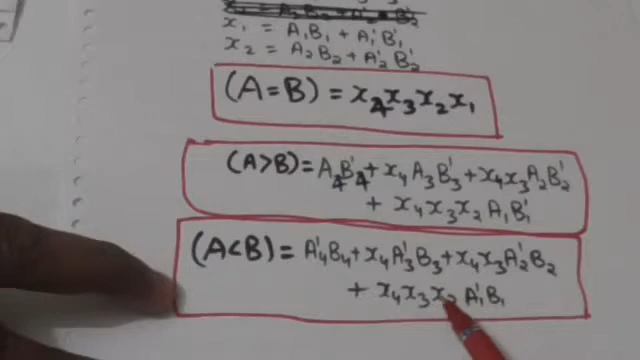 x₁ = A₁B₁ + A₁'B₁'
x₂ = A₂B₂ + A₂'B₂'
(A=B) = x₄x₃x₂x₁
(A>B) = A₄B₄' + x₄A₃B₃' + x₄x₃A₂B₂'
+ x₄x₃x₂A₁B₁'
(A<B) = A₄'B₄ + x₄A₃'B₃ + x₄x₃A₂'B₂
+ x₄x₃x₂A₁'B₁